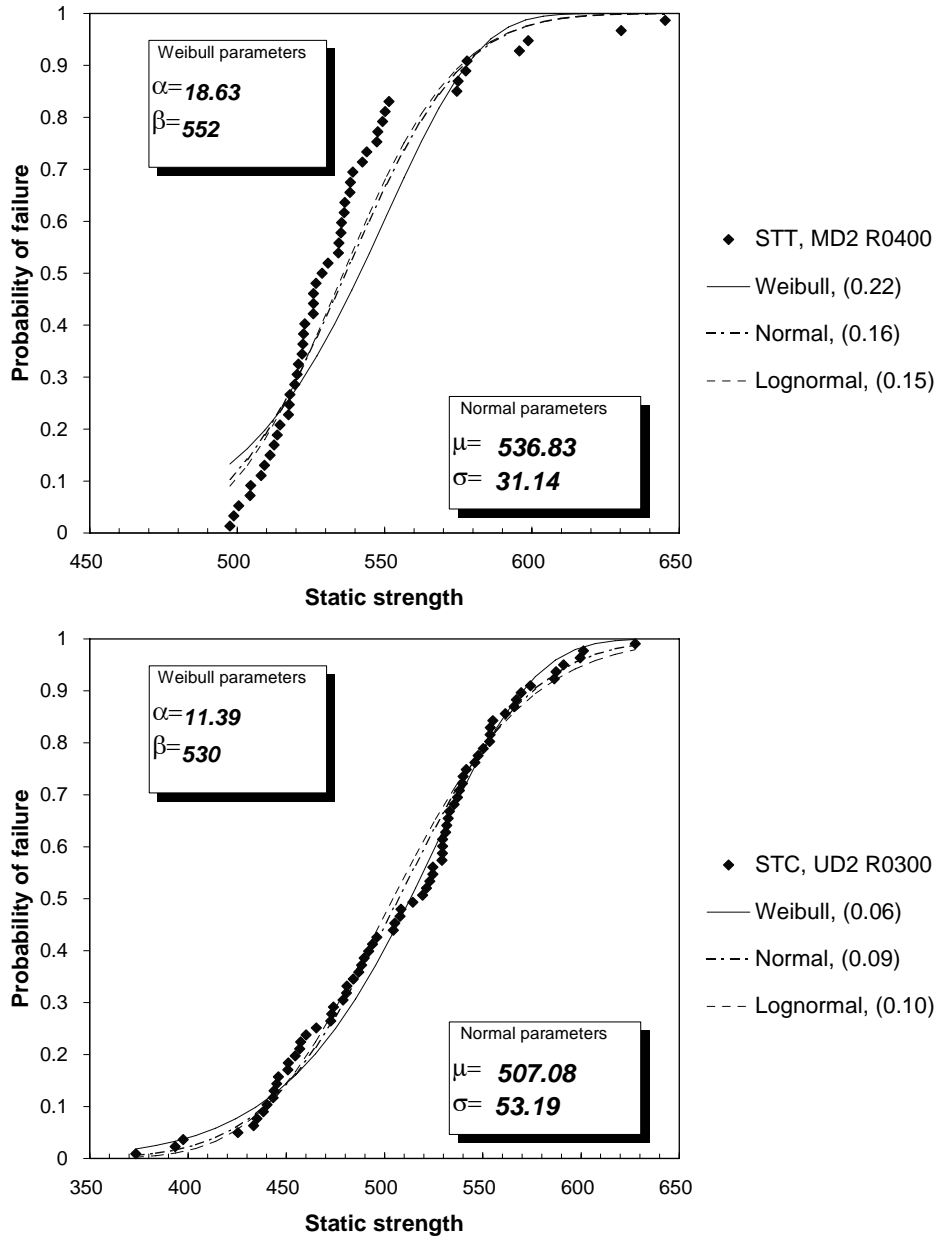 1
0.9
0.8
0.7
0.6
0.5
0.4
0.3
0.2
0.1
0
Probability of failure
Weibull parameters
α=18.63
β=552
Normal parameters
μ= 536.83
σ= 31.14
450 500 550 600 650
Static strength
STT, MD2 R0400
Weibull, (0.22)
Normal, (0.16)
Lognormal, (0.15)
1
0.9
0.8
0.7
0.6
0.5
0.4
0.3
0.2
0.1
0
Probability of failure
Weibull parameters
α=11.39
β=530
Normal parameters
μ= 507.08
σ= 53.19
350 400 450 500 550 600 650
Static strength
STC, UD2 R0300
Weibull, (0.06)
Normal, (0.09)
Lognormal, (0.10)